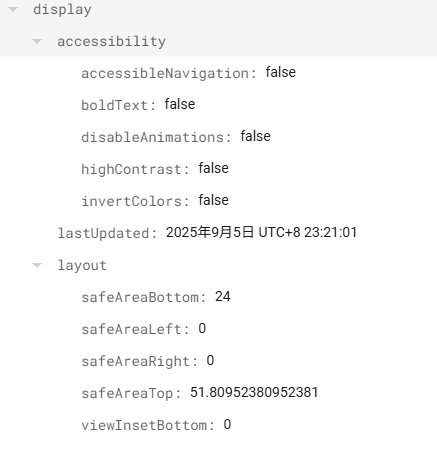 display
accessibility
accessibleNavigation: false
boldText: false
disableAnimations: false
highContrast: false
invertColors: false
lastUpdated: 2025年9月5日 UTC+8 23:21:01
layout
safeAreaBottom: 24
safeAreaLeft: 0
safeAreaRight: 0
safeAreaTop: 51.80952380952381
viewInsetBottom: 0